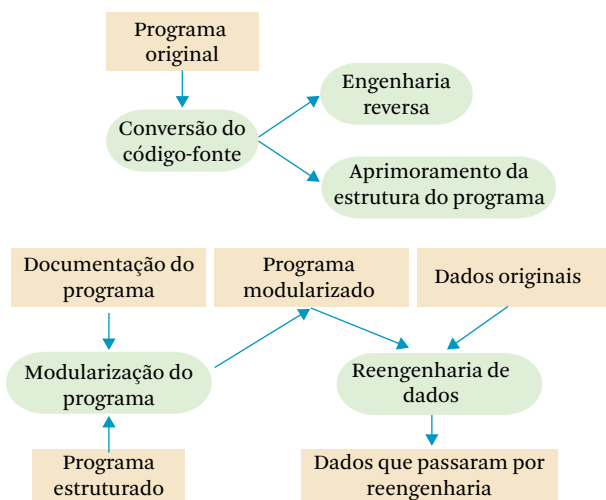 Programa
original
Engenharia
reversa
Conversão do
código-fonte
Aprimoramento da
estrutura do programa
Documentação do
programa
Programa
modularizado
Dados originais
Modularização do
programa
Reengenharia de
dados
Programa
estruturado
Dados que passaram por
reengenharia